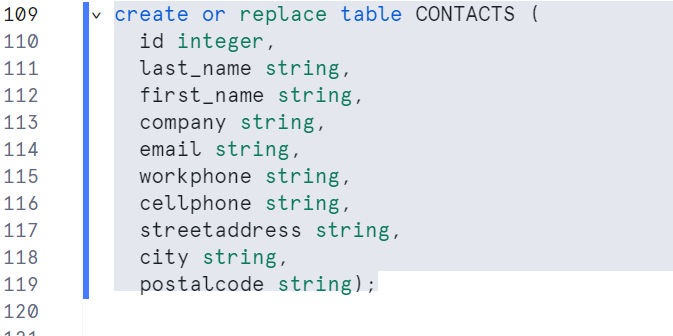 109 create or replace table CONTACTS (
110 id integer,
111 last_name string,
112 first_name string,
113 company string,
114 email string,
115 workphone string,
116 cellphone string,
117 streetaddress string,
118 city string,
119 postalcode string);
120